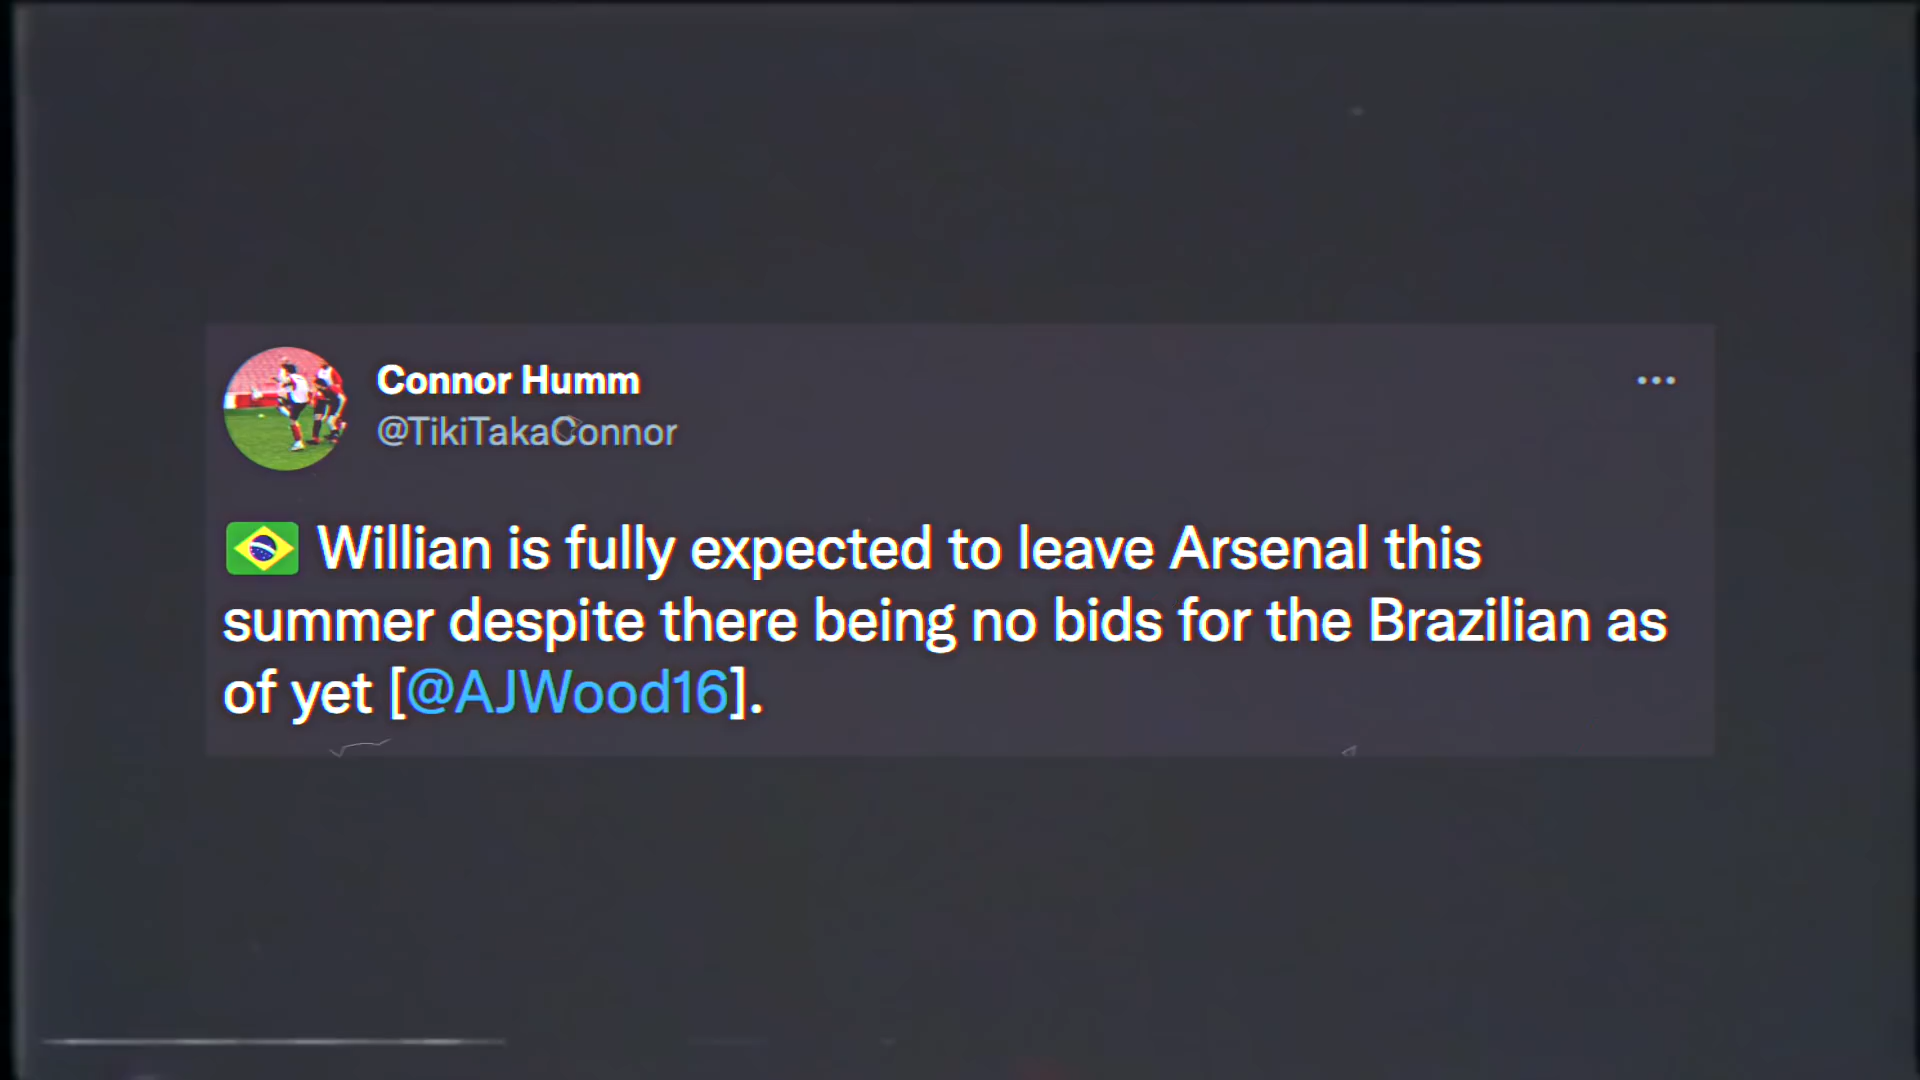 Connor Humm
@TikiTakaConnor
🇧🇷 Willian is fully expected to leave Arsenal this
summer despite there being no bids for the Brazilian as
of yet [@AJWood16].